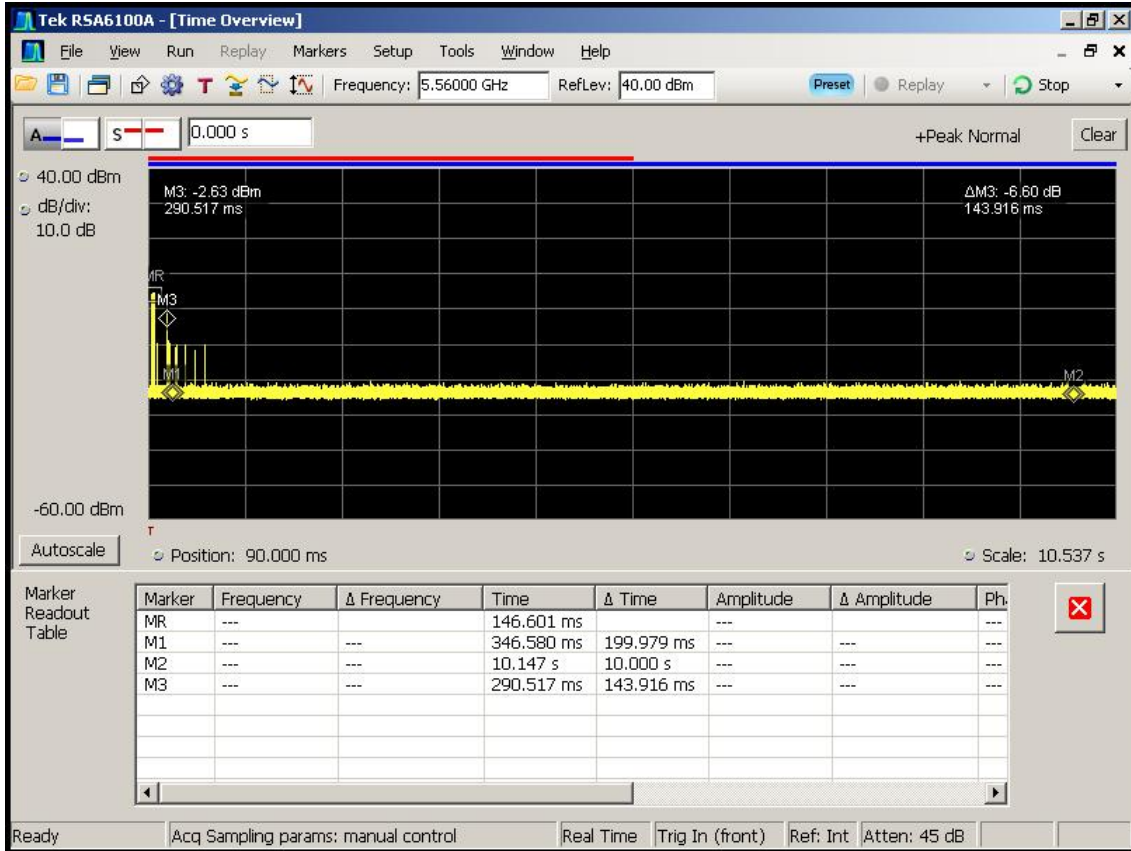 Tek RSA6100A - [Time Overview]
File View Run Replay Markers Setup Tools Window Help
Frequency: 5.56000 GHz RefLev: 40.00 dBm Preset Replay Stop
A S 0.000 s +Peak Normal Clear
40.00 dBm
dB/div:
10.0 dB
M3: -2.63 dBm
290.517 ms
ΔM3: -6.60 dB
143.916 ms
MR
M3
M1
M2
-60.00 dBm
T
Autoscale Position: 90.000 ms Scale: 10.537 s
Marker
Readout
Table
Marker Frequency Δ Frequency Time Δ Time Amplitude Δ Amplitude Ph
MR --- 146.601 ms --- ---
M1 --- --- 346.580 ms 199.979 ms --- --- ---
M2 --- --- 10.147 s 10.000 s --- --- ---
M3 --- --- 290.517 ms 143.916 ms --- --- ---
Ready Acq Sampling params: manual control Real Time Trig In (front) Ref: Int Atten: 45 dB